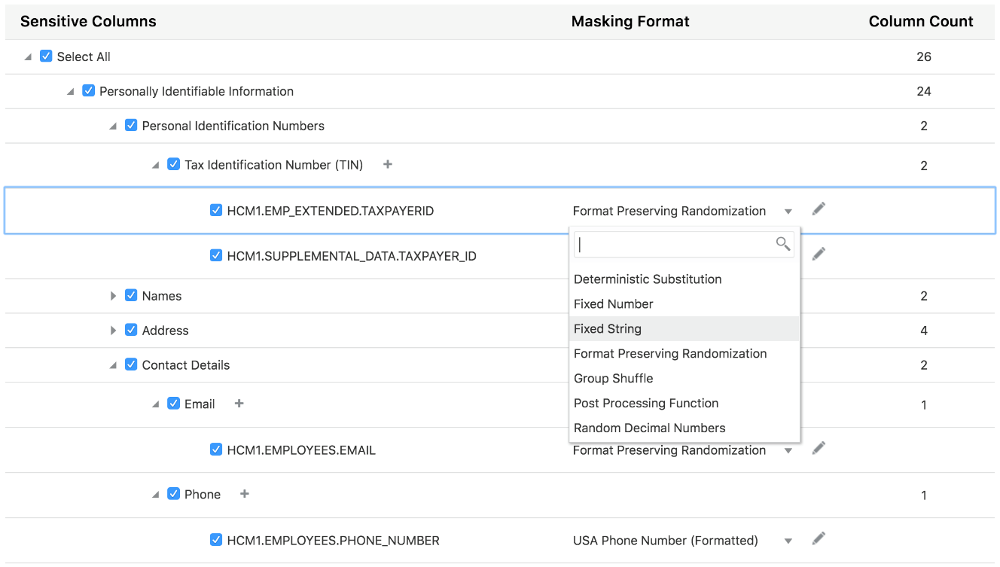 Sensitive Columns Masking Format Column Count
Select All 26
Personally Identifiable Information 24
Personal Identification Numbers 2
Tax Identification Number (TIN) + 2
HCM1.EMP_EXTENDED.TAXPAYERID Format Preserving Randomization
HCM1.SUPPLEMENTAL_DATA.TAXPAYER_ID
Deterministic Substitution
Names 2
Fixed Number
Address 4
Fixed String
Format Preserving Randomization
Contact Details 2
Group Shuffle
Email + 1
Post Processing Function
Random Decimal Numbers
HCM1.EMPLOYEES.EMAIL Format Preserving Randomization
Phone + 1
HCM1.EMPLOYEES.PHONE_NUMBER USA Phone Number (Formatted)